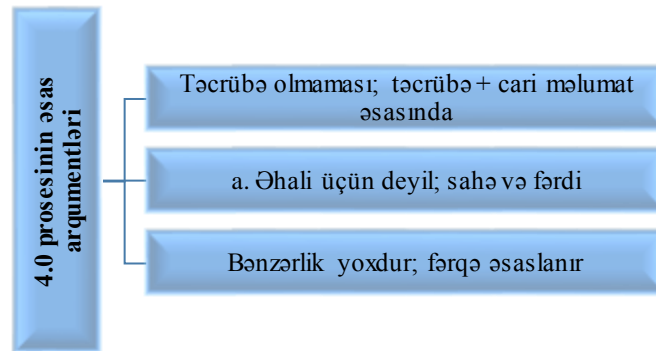 4.0 prosesinin əsas
arqumentləri
Təcrübə olmaması; təcrübə + cari məlumat
əsasında
a. Əhali üçün deyil; sahə və fərdi
Bənzərlik yoxdur; fərqə əsaslanır